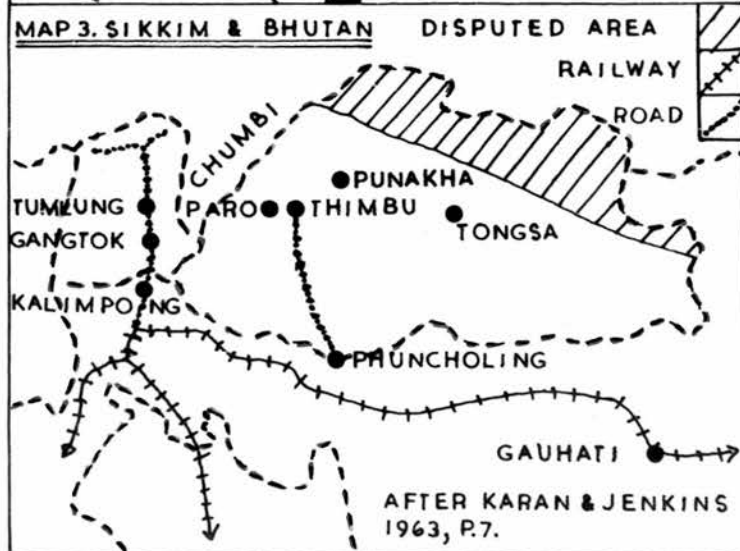 MAP 3. SIKKIM & BHUTAN
DISPUTED AREA
RAILWAY
ROAD
CHUMBI
PUNAKHA
TUMLUNG
PARO
THIMBU
GANGTOK
TONGSA
KALIMPONG
PHUNCHOLING
GAUHATI
AFTER KARAN & JENKINS
1963, P.7.